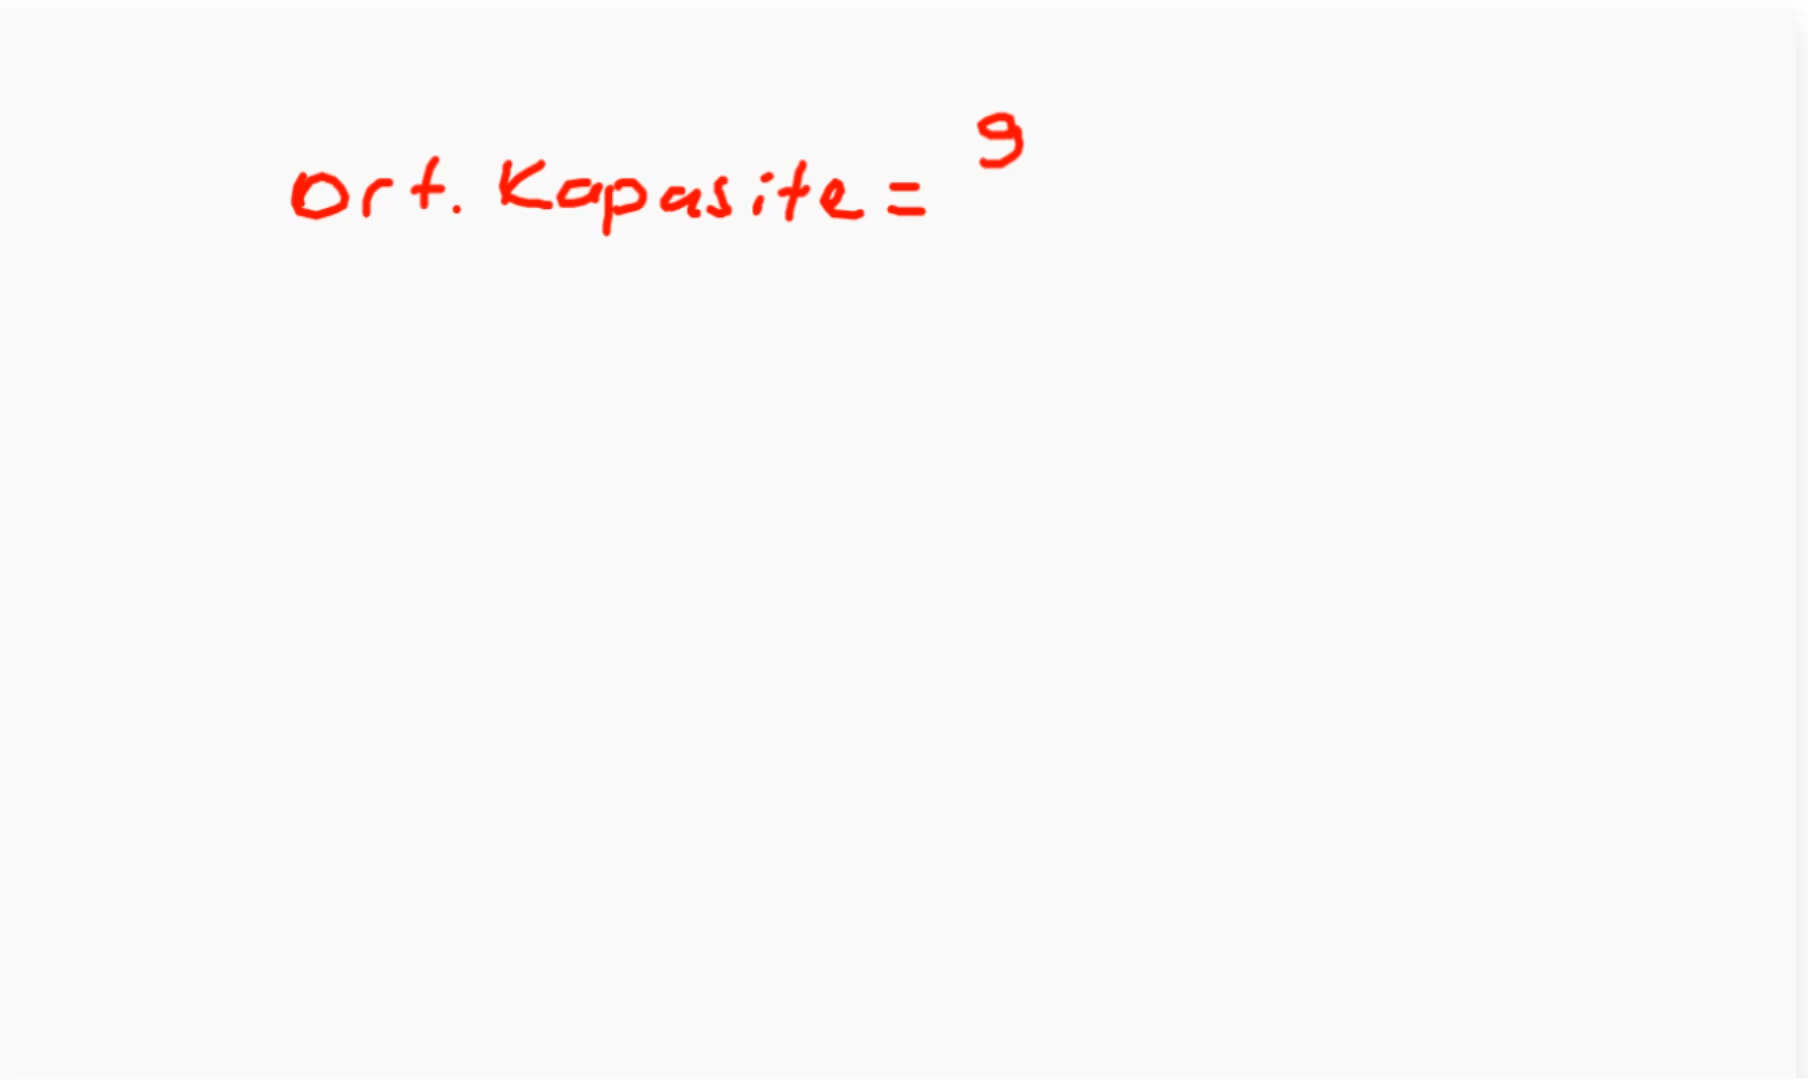 Ort. Kapasite = 9